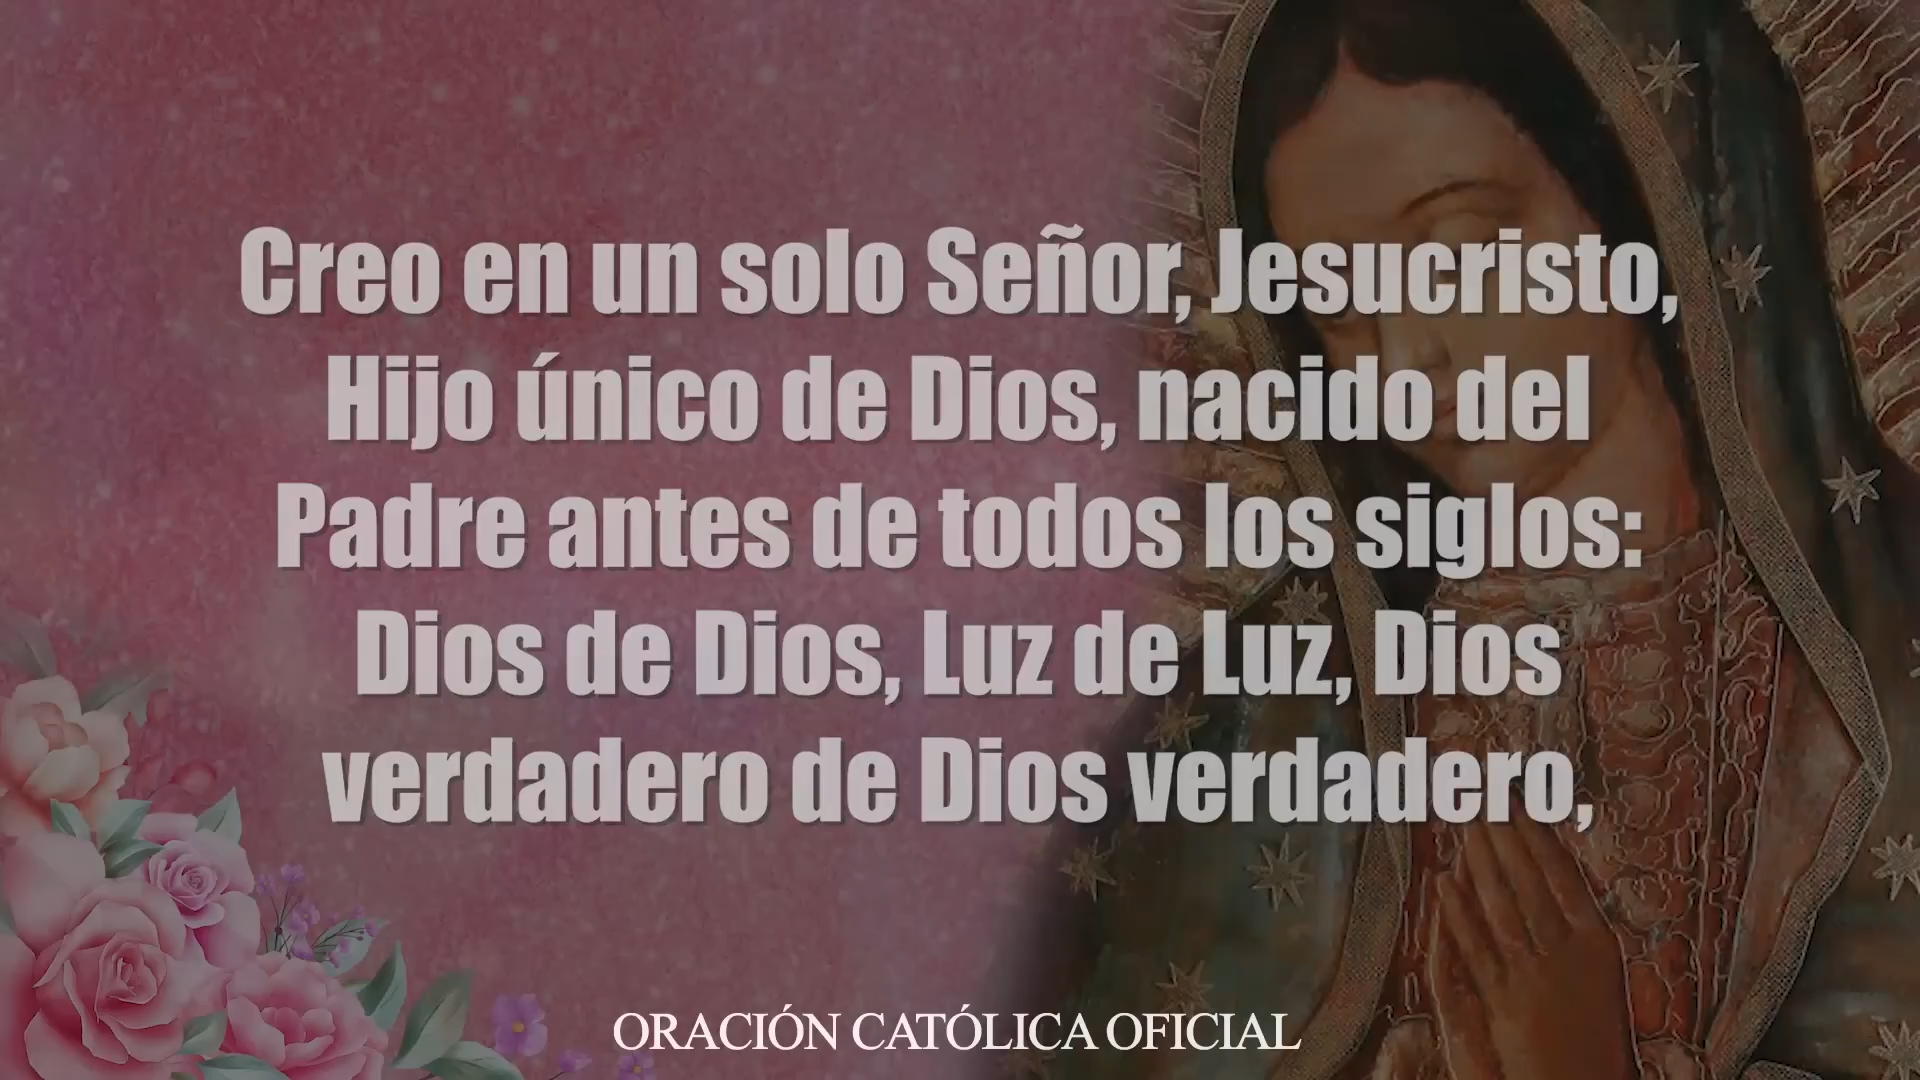 Creo en un solo Señor, Jesucristo,
Hijo único de Dios, nacido del
Padre antes de todos los siglos:
Dios de Dios, Luz de Luz, Dios
verdadero de Dios verdadero,
ORACIÓN CATÓLICA OFICIAL